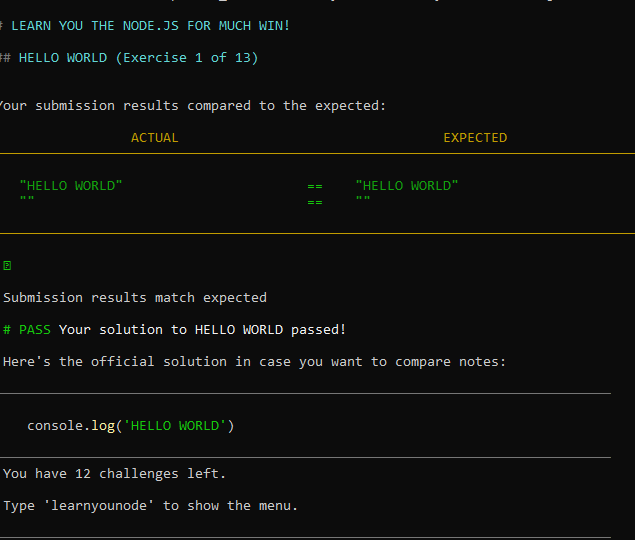 # LEARN YOU THE NODE.JS FOR MUCH WIN!
## HELLO WORLD (Exercise 1 of 13)
Your submission results compared to the expected:
ACTUAL EXPECTED
"HELLO WORLD" == "HELLO WORLD"
"" == ""
Submission results match expected
# PASS Your solution to HELLO WORLD passed!
Here's the official solution in case you want to compare notes:
console.log('HELLO WORLD')
You have 12 challenges left.
Type 'learnyounode' to show the menu.